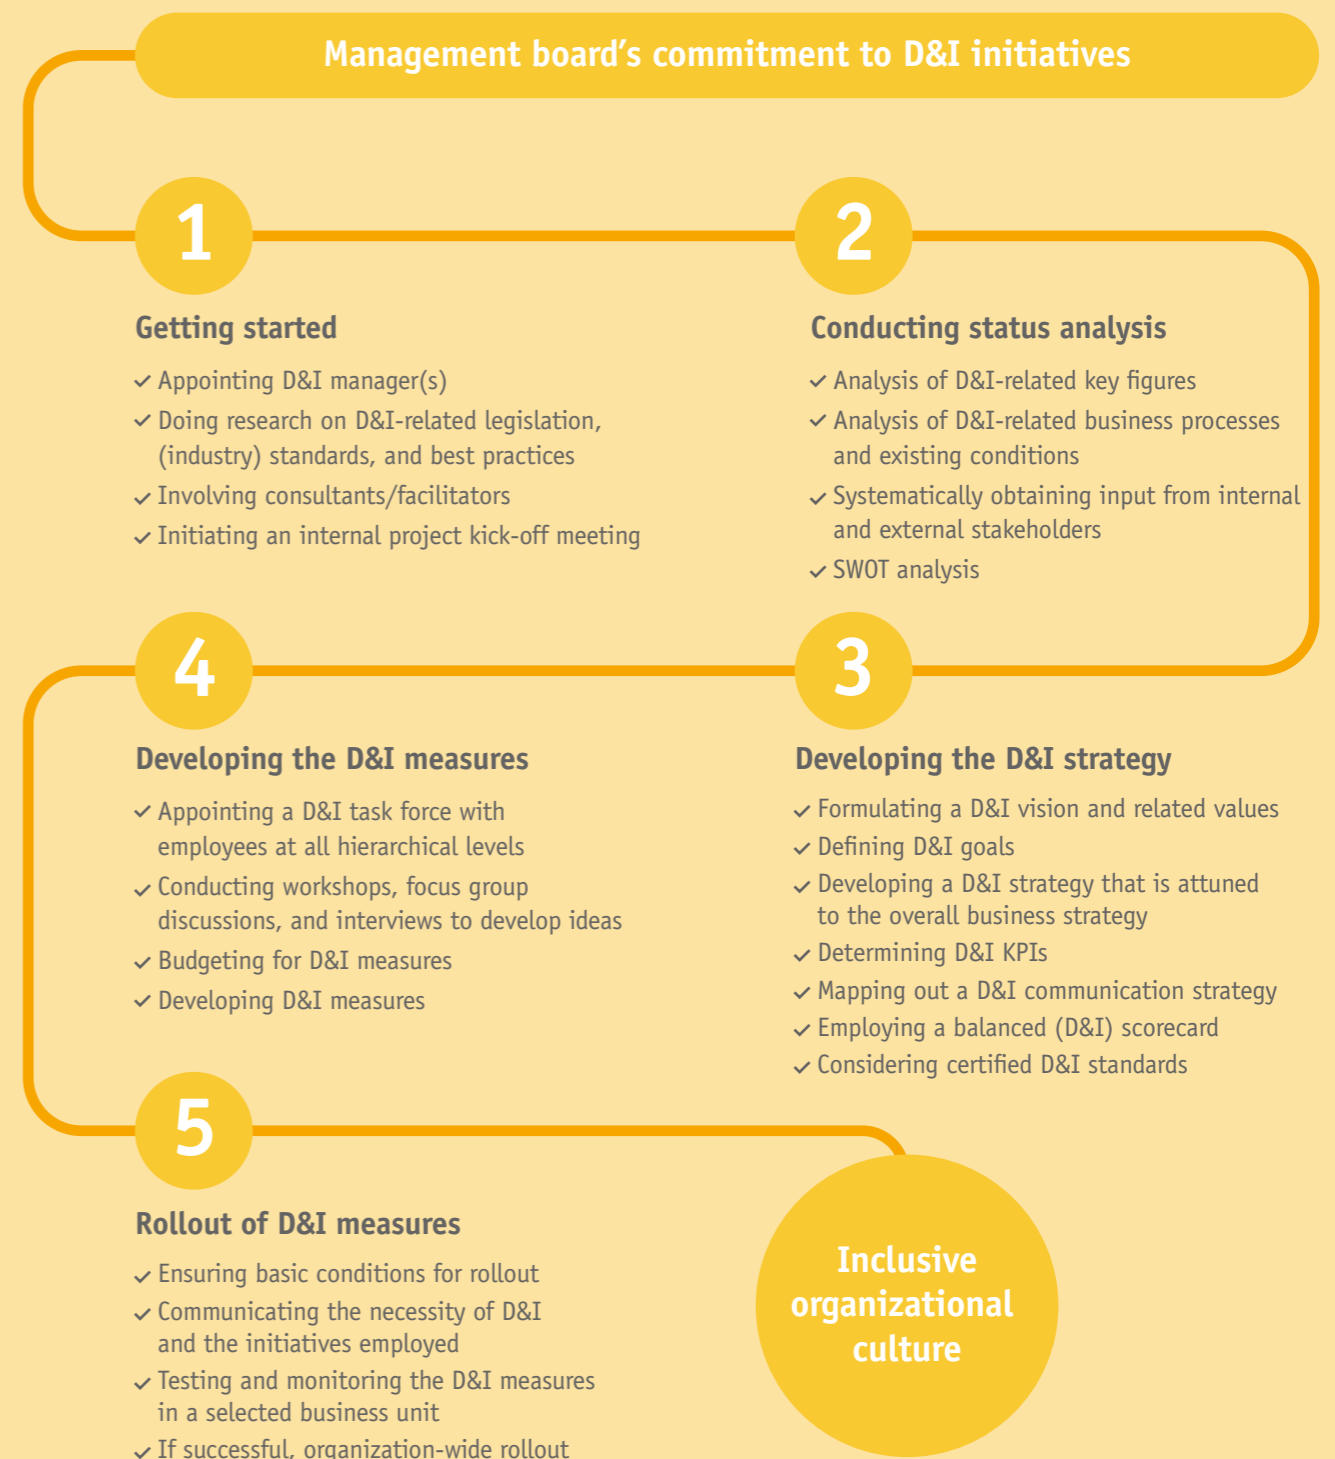 Management board's commitment to D&I initiatives
1
Getting started
Appointing D&I manager(s)
Doing research on D&I-related legislation,
(industry) standards, and best practices
Involving consultants/facilitators
Initiating an internal project kick-off meeting
2
Conducting status analysis
Analysis of D&I-related key figures
Analysis of D&I-related business processes
and existing conditions
Systematically obtaining input from internal
and external stakeholders
SWOT analysis
3
Developing the D&I strategy
Formulating a D&I vision and related values
Defining D&I goals
Developing a D&I strategy that is attuned
to the overall business strategy
Determining D&I KPIs
Mapping out a D&I communication strategy
Employing a balanced (D&I) scorecard
Considering certified D&I standards
4
Developing the D&I measures
Appointing a D&I task force with
employees at all hierarchical levels
Conducting workshops, focus group
discussions, and interviews to develop ideas
Budgeting for D&I measures
Developing D&I measures
5
Rollout of D&I measures
Ensuring basic conditions for rollout
Communicating the necessity of D&I
and the initiatives employed
Testing and monitoring the D&I measures
in a selected business unit
If successful, organization-wide rollout
Inclusive
organizational
culture